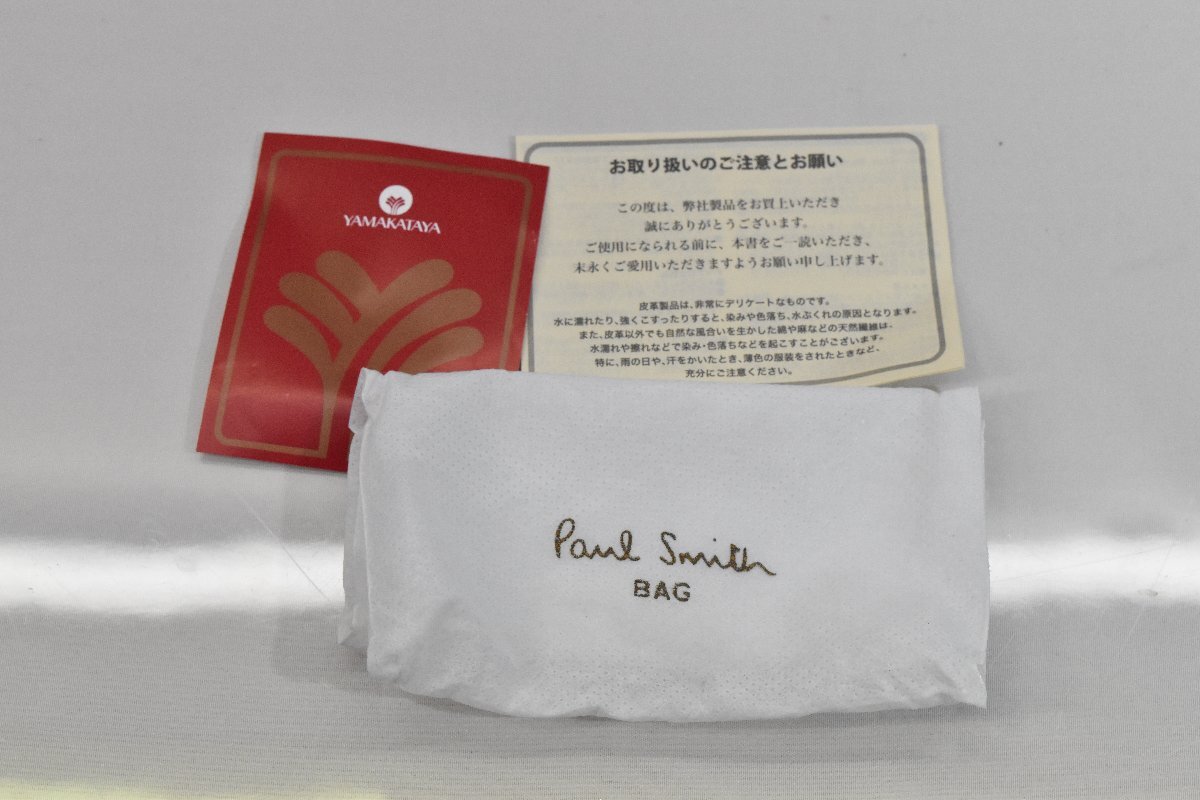 YAMAKATAYA
お取り扱いのご注意とお願い
この度は、弊社製品をお買上いただき
誠にありがとうございます。
ご使用になられる前に、本書をご一読いただき、
末永くご愛用いただきますようお願い申し上げます。
皮革製品は、非常にデリケートなものです。
水に濡れたり、強くこすったりすると、染みや色落ち、水ぶくれの原因となります。
また、皮革以外でも自然な風合いを生かした綿や麻などの天然繊維は、
水濡れや擦れなどで染み・色落ちなどを起こすことがございます。
特に、雨の日や、汗をかいたとき、薄色の服装をされたときなど、
充分にご注意ください。
Paul Smith
BAG